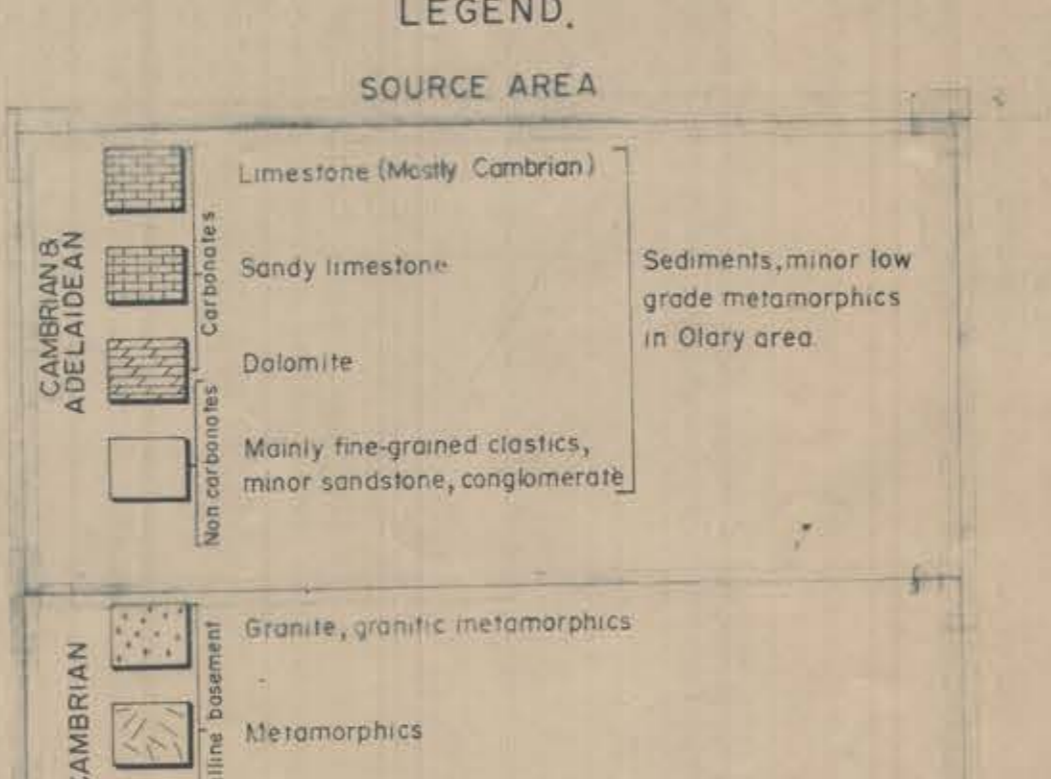 LEGEND.
SOURCE AREA
CAMBRIAN &
ADELAIDEAN
Carbonates
Limestone (Mostly Cambrian)
Sandy limestone
Dolomite
Non carbonates
Mainly fine-grained clastics,
minor sandstone, conglomerate
Sediments, minor low
grade metamorphics
in Olary area
CAMBRIAN
basement
Granite, granitic metamorphics
Metamorphics